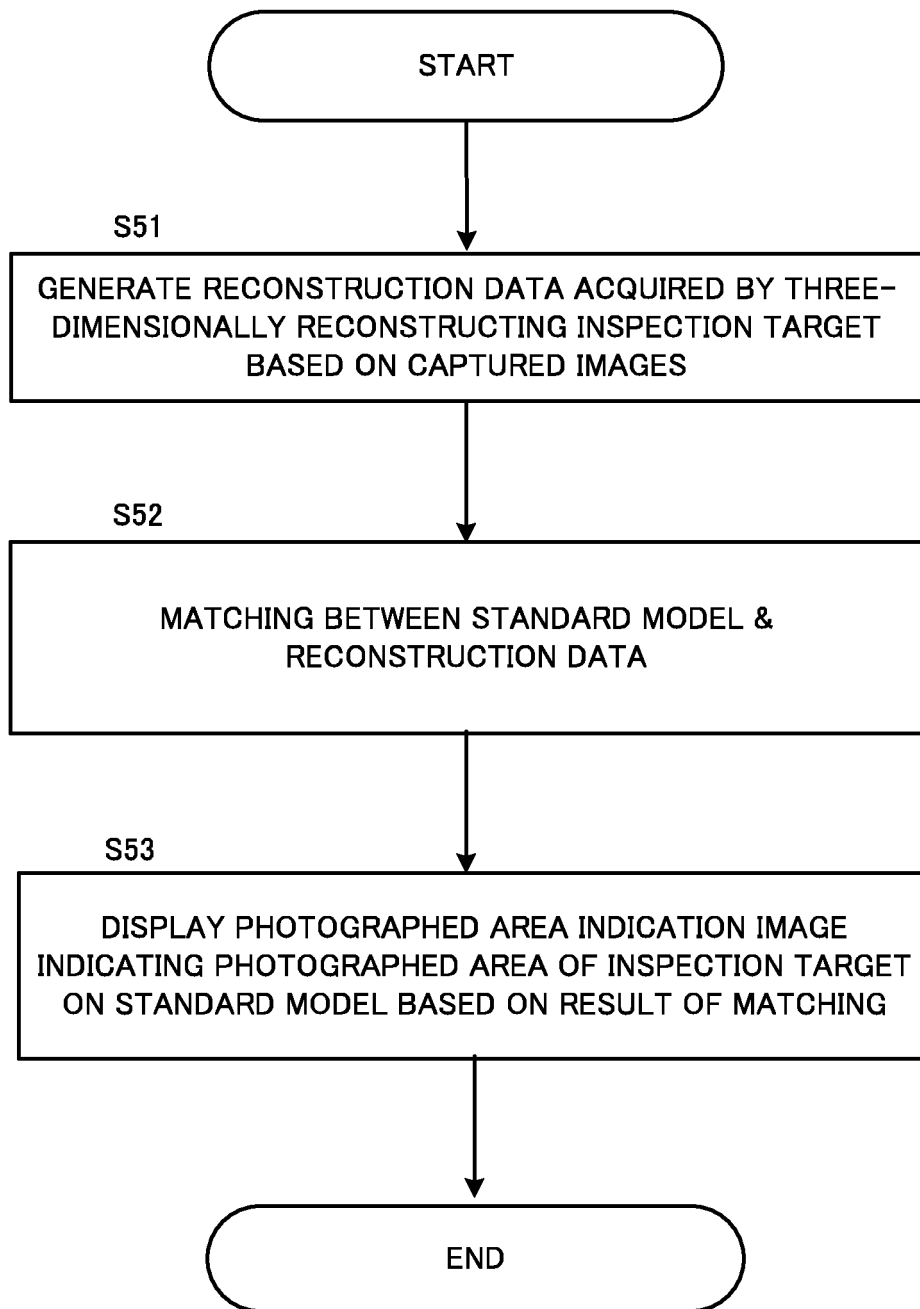 START
S51
GENERATE RECONSTRUCTION DATA ACQUIRED BY THREE-
DIMENSIONALLY RECONSTRUCTING INSPECTION TARGET
BASED ON CAPTURED IMAGES
S52
MATCHING BETWEEN STANDARD MODEL &
RECONSTRUCTION DATA
S53
DISPLAY PHOTOGRAPHED AREA INDICATION IMAGE
INDICATING PHOTOGRAPHED AREA OF INSPECTION TARGET
ON STANDARD MODEL BASED ON RESULT OF MATCHING
END